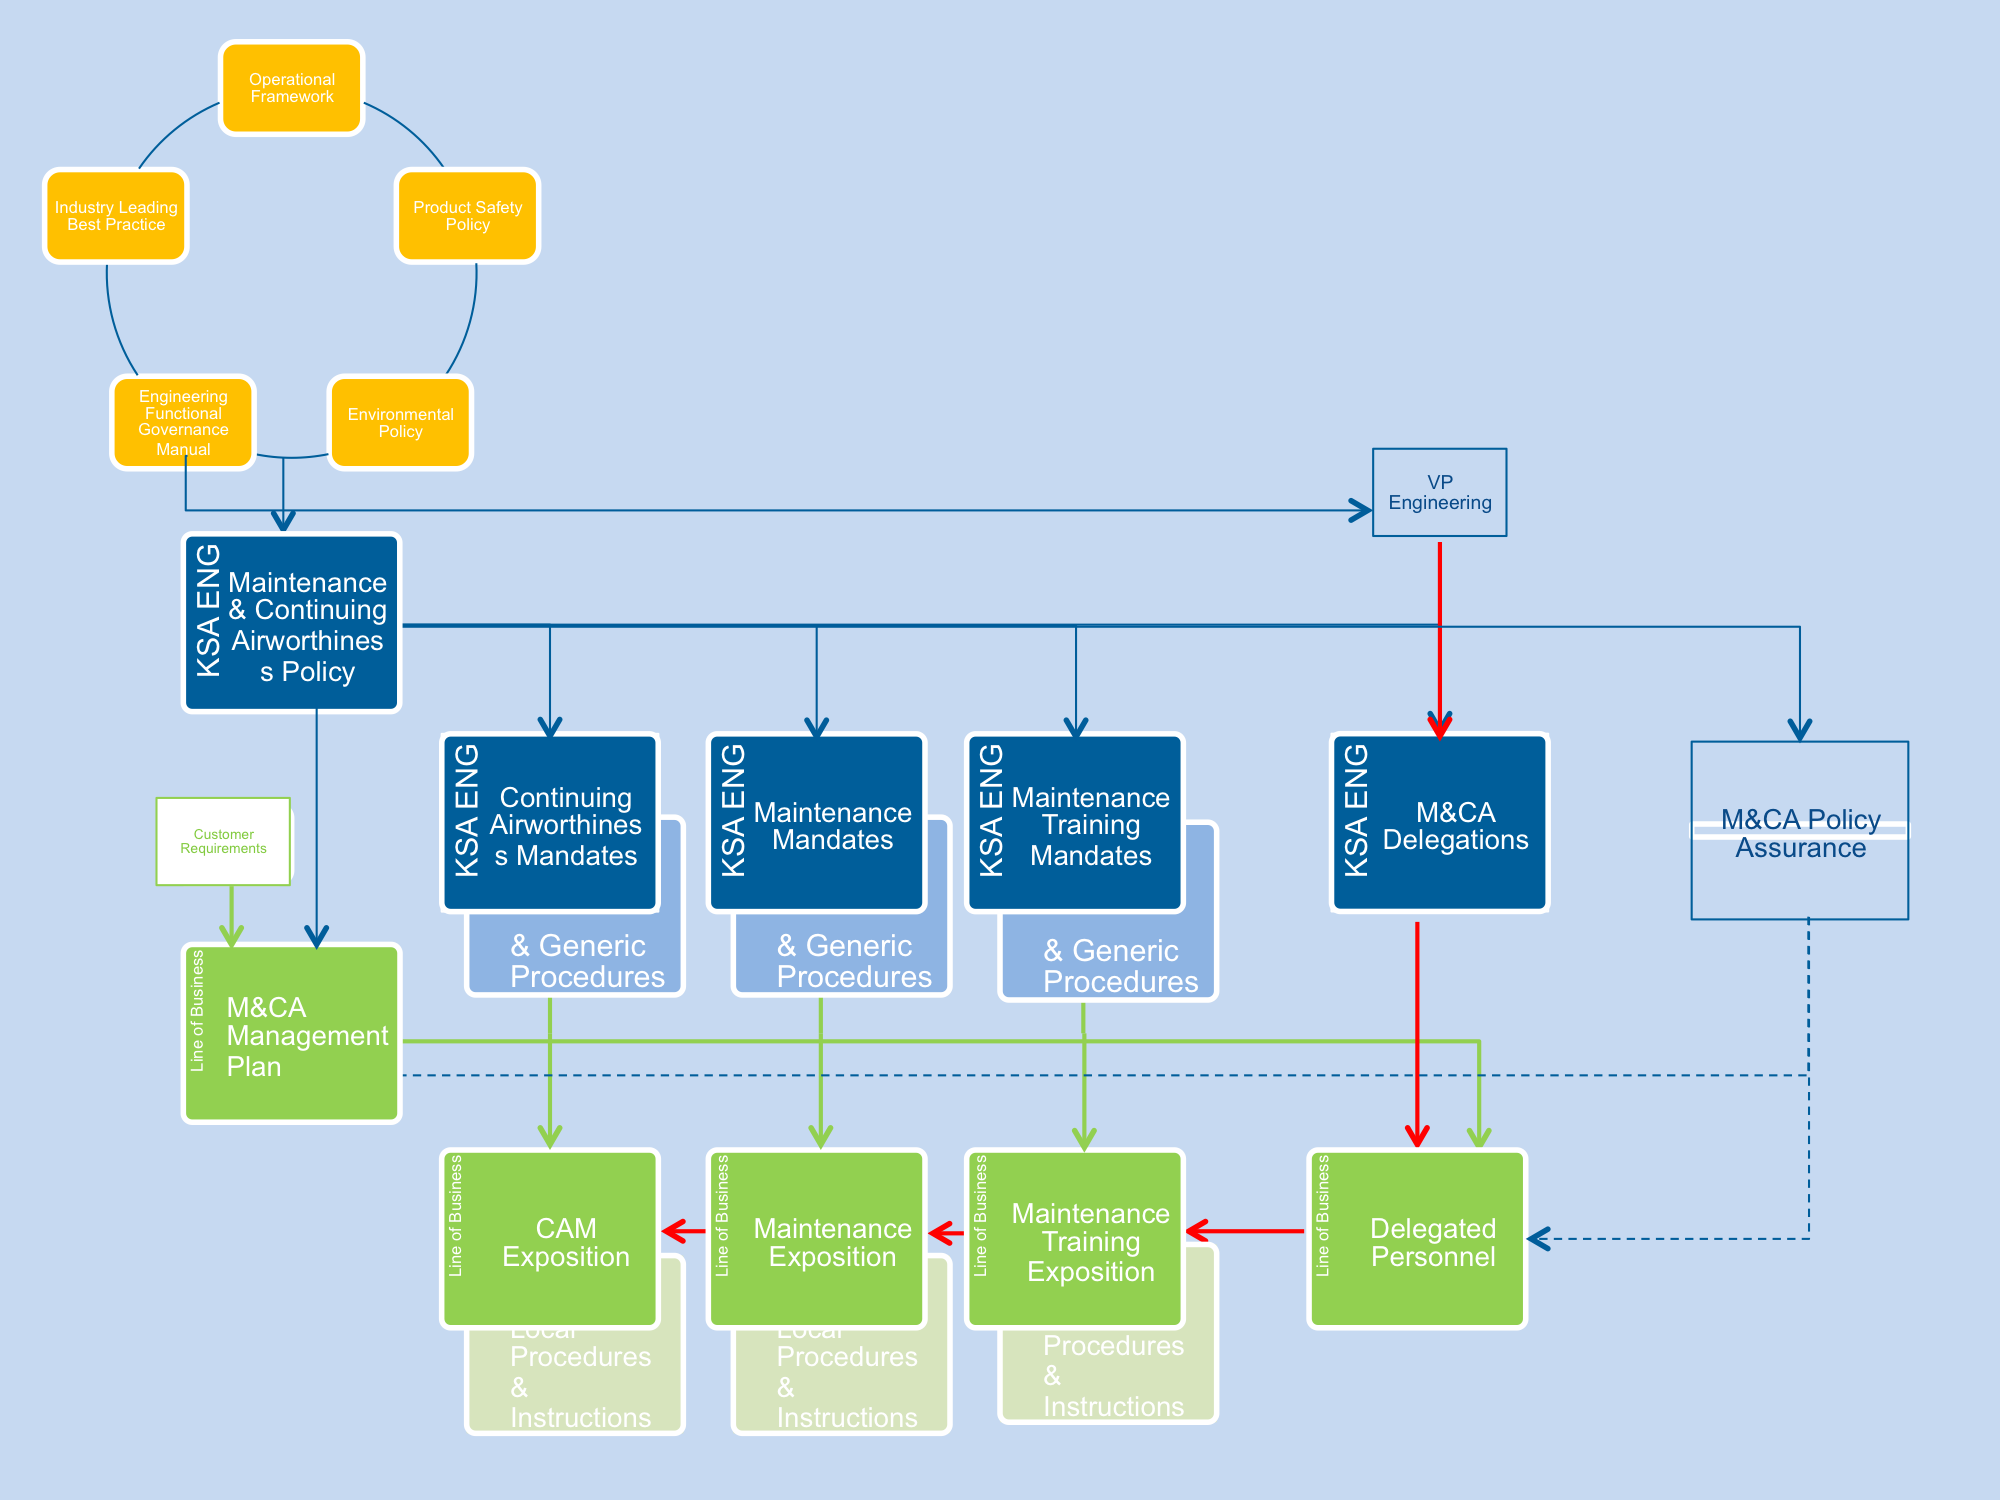 Operational
Framework
Industry Leading
Best Practice
Product Safety
Policy
Engineering
Functional
Governance
Manual
Environmental
Policy
VP
Engineering
KSA ENG
Maintenance
& Continuing
Airworthines
s Policy
KSA ENG
Continuing
Airworthines
s Mandates
& Generic
Procedures
KSA ENG
Maintenance
Mandates
& Generic
Procedures
KSA ENG
Maintenance
Training
Mandates
& Generic
Procedures
KSA ENG
M&CA
Delegations
M&CA Policy
Assurance
Customer
Requirements
Line of Business
M&CA
Management
Plan
Line of Business
CAM
Exposition
Local
Procedures
&
Instructions
Line of Business
Maintenance
Exposition
Local
Procedures
&
Instructions
Line of Business
Maintenance
Training
Exposition
Procedures
&
Instructions
Line of Business
Delegated
Personnel